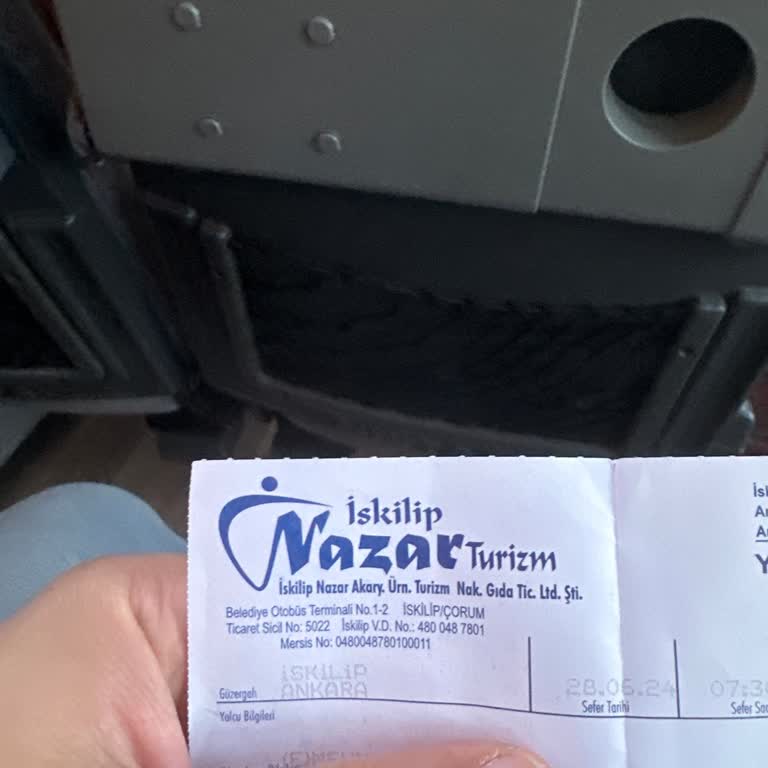 İskilip
Nazar Turizm
İskilip Nazar Akary. Ürn. Turizm Nak. Gıda Tic. Ltd. Şti.
Belediye Otobüs Terminali No.1-2 İSKİLİP/ÇORUM
Ticaret Sicil No: 5022 İskilip V.D. No.: 480 048 7801
Mersis No: 0480048780100011
İSKİLİP
Güzergah ANKARA
28.06.24
Sefer Tarihi
Yolcu Bilgileri